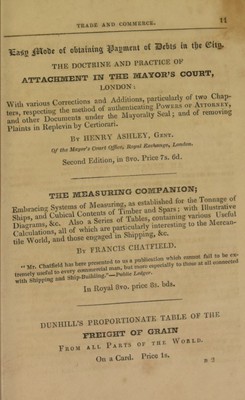 TRADE AND COMMERCE. 11
Easy Mode of obtaining Payment of Debts in the City.
THE DOCTRINE AND PRACTICE OF
ATTACHMENT IN THE MAYOR'S COURT,
LONDON:
With various Corrections and Additions, particularly of two Chap-
ters, respecting the method of authenticating POWERS OF ATTORNEY,
and other Documents under the Mayoralty Seal; and of removing
Plaints in Replevin by Certiorari.
BY HENRY ASHLEY, GENT.
Of the Mayor's Court Office, Royal Exchange, London.
Second Edition, in 8vo. Price 7s. 6d.
THE MEASURING COMPANION;
Embracing Systems of Measuring, as established for the Tonnage of
Ships, and Cubical Contents of Timber and Spars; with Illustrative
Diagrams, &c. Also a Series of Tables, containing various Useful
Calculations, all of which are particularly interesting to the Mercan-
tile World, and those engaged in Shipping, &c.
BY FRANCIS CHATFIELD.
"Mr. Chatfield has here presented to us a publication which cannot fail to be ex-
tremely useful to every commercial man, but more especially to those at all connected
with Shipping and Ship-Building."—Public Ledger.
In Royal 8vo. price 8s. bds.
DUNHILL'S PROPORTIONATE TABLE OF THE
FREIGHT OF GRAIN
FROM ALL PARTS OF THE WORLD.
On a Card. Price 1s.
B 2